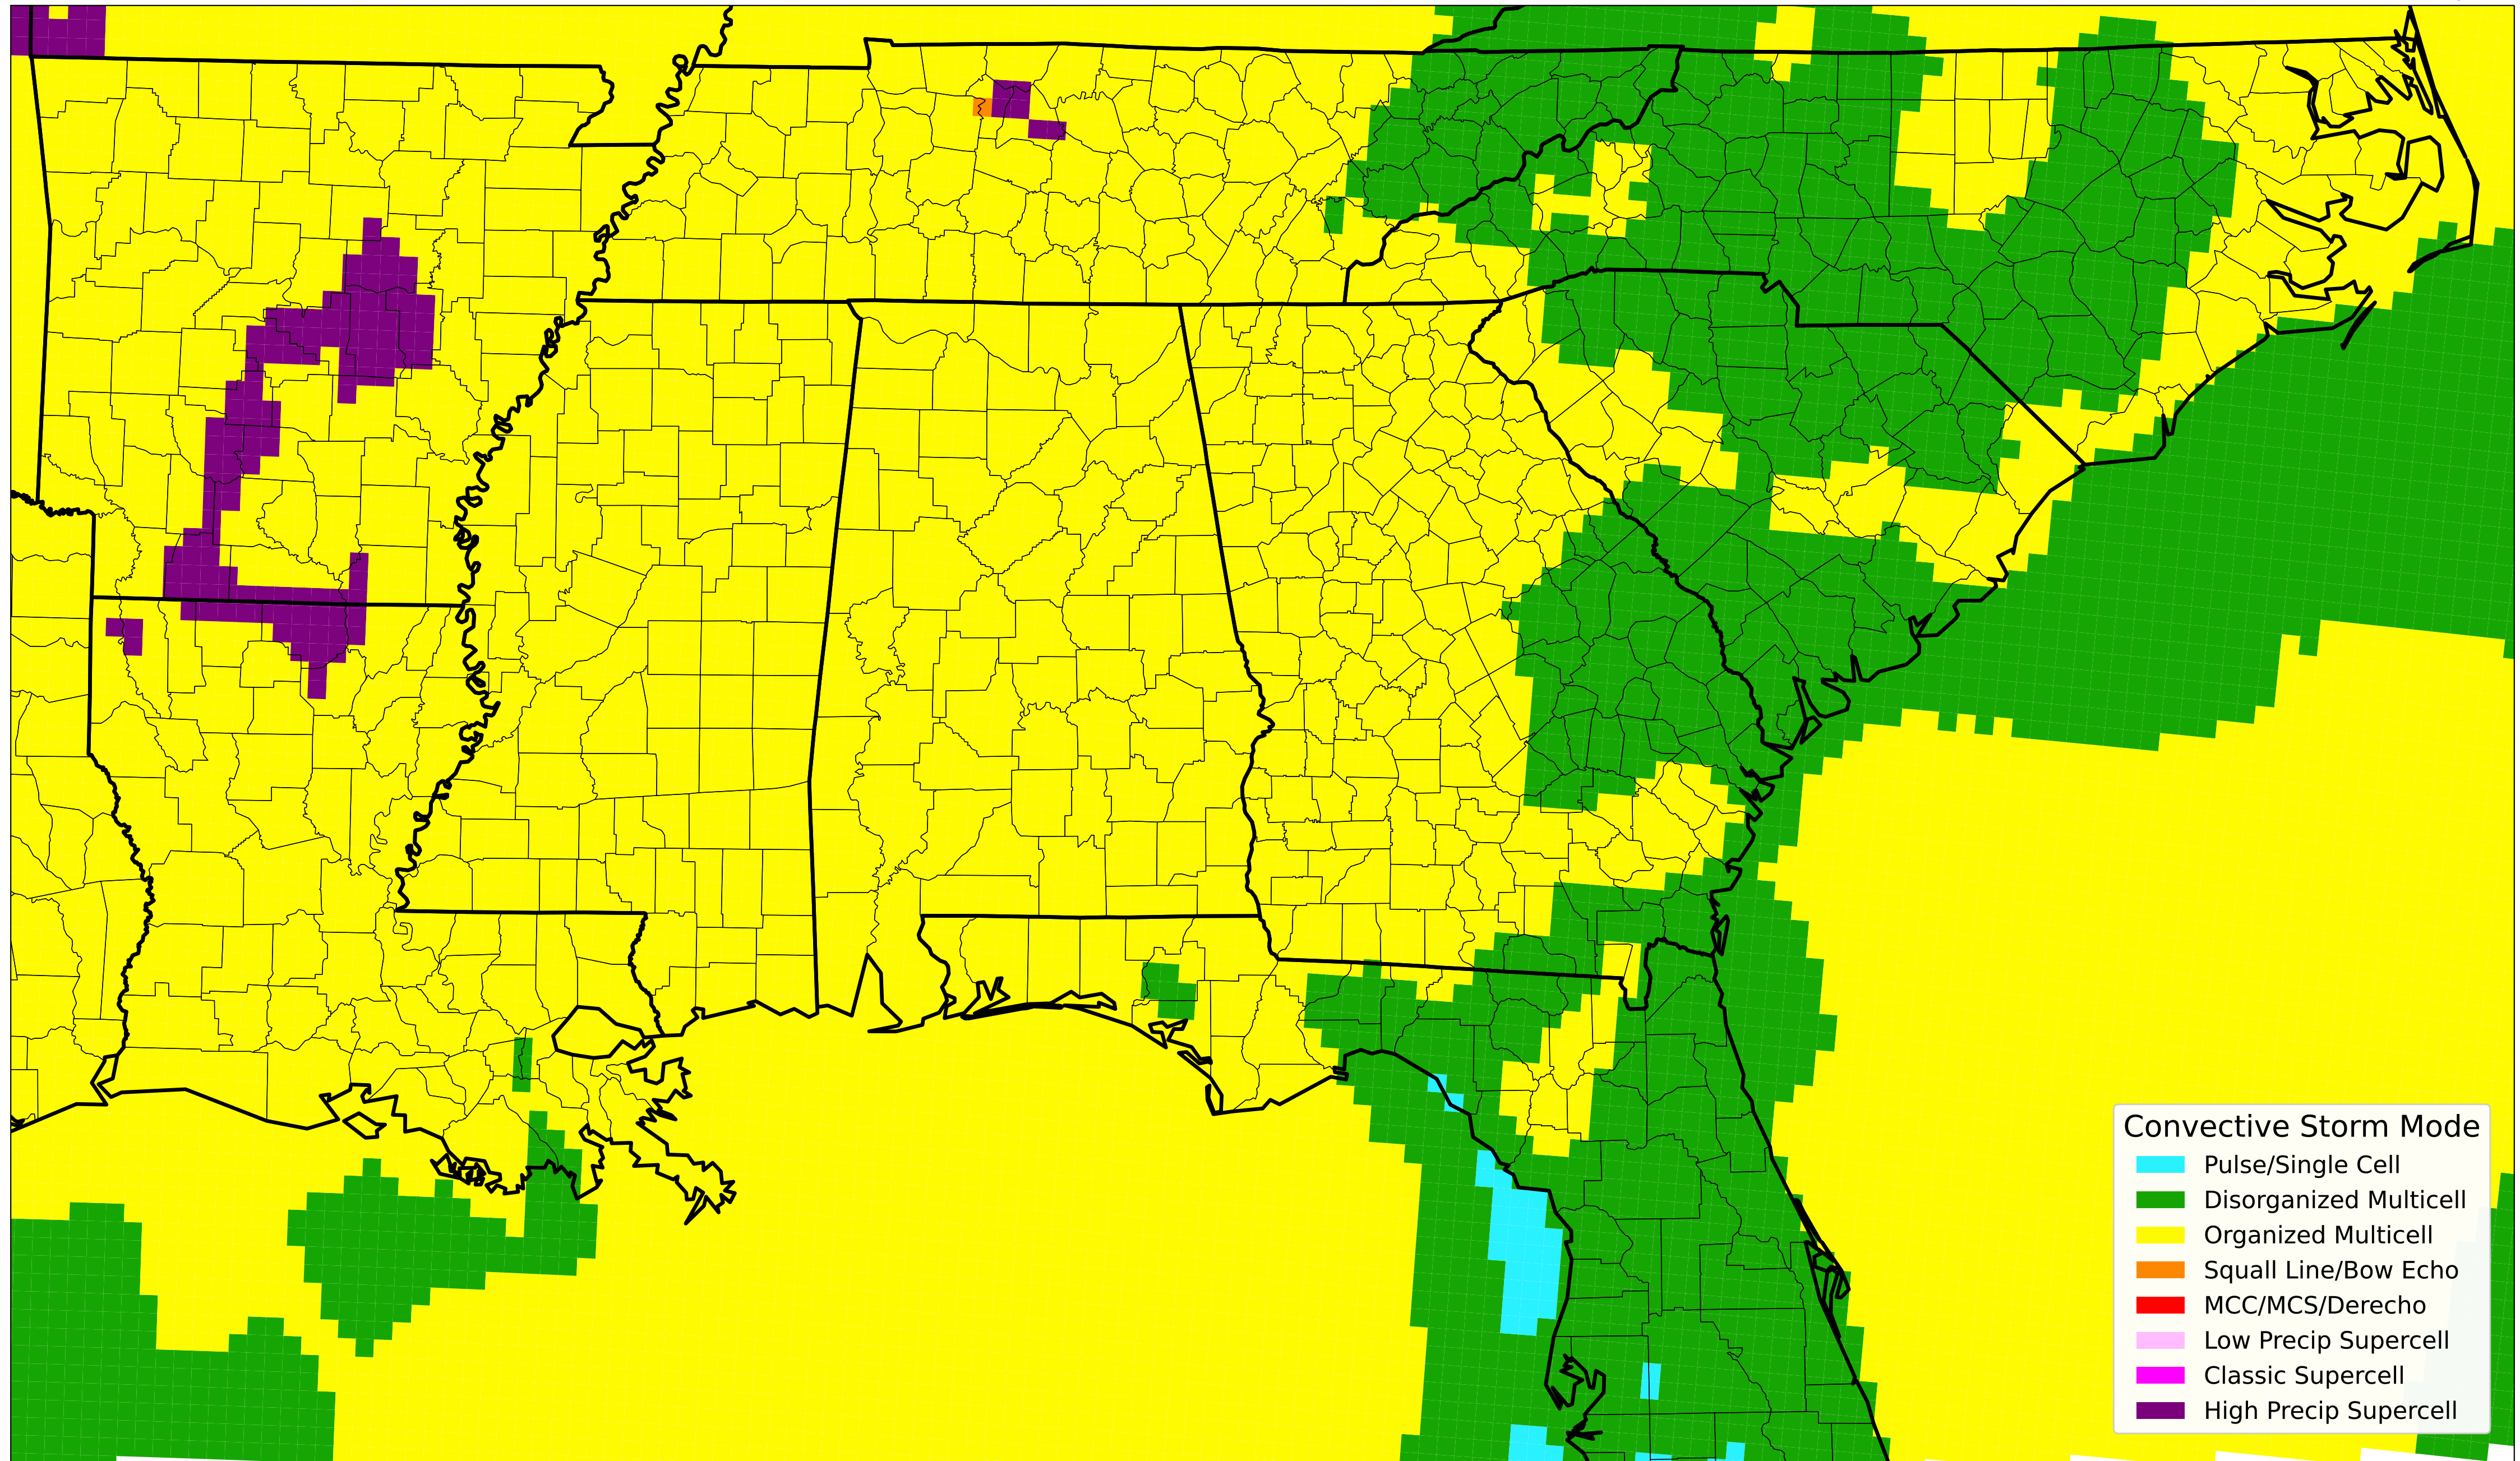 Convective Storm Mode
Pulse/Single Cell
Disorganized Multicell
Organized Multicell
Squall Line/Bow Echo
MCC/MCS/Derecho
Low Precip Supercell
Classic Supercell
High Precip Supercell